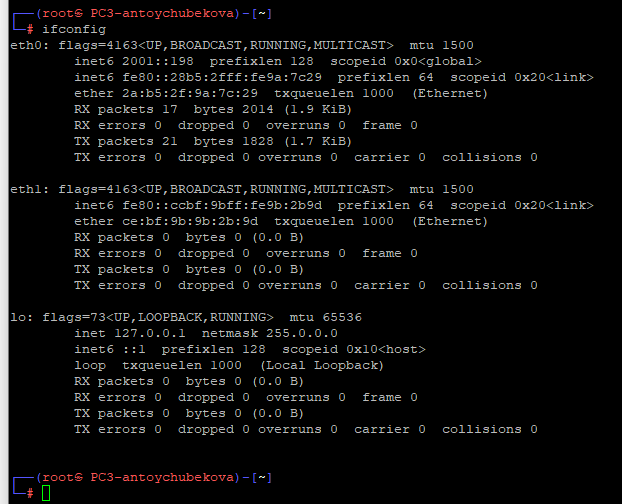 ┌──(root㉿ PC3-antoychubekova)-[~]
└─# ifconfig
eth0: flags=4163<UP,BROADCAST,RUNNING,MULTICAST>  mtu 1500
        inet6 2001::198  prefixlen 128  scopeid 0x0<global>
        inet6 fe80::28b5:2fff:fe9a:7c29  prefixlen 64  scopeid 0x20<link>
        ether 2a:b5:2f:9a:7c:29  txqueuelen 1000  (Ethernet)
        RX packets 17  bytes 2014 (1.9 KiB)
        RX errors 0  dropped 0  overruns 0  frame 0
        TX packets 21  bytes 1828 (1.7 KiB)
        TX errors 0  dropped 0 overruns 0  carrier 0  collisions 0

eth1: flags=4163<UP,BROADCAST,RUNNING,MULTICAST>  mtu 1500
        inet6 fe80::ccbf:9bff:fe9b:2b9d  prefixlen 64  scopeid 0x20<link>
        ether ce:bf:9b:9b:2b:9d  txqueuelen 1000  (Ethernet)
        RX packets 0  bytes 0 (0.0 B)
        RX errors 0  dropped 0  overruns 0  frame 0
        TX packets 0  bytes 0 (0.0 B)
        TX errors 0  dropped 0 overruns 0  carrier 0  collisions 0

lo: flags=73<UP,LOOPBACK,RUNNING>  mtu 65536
        inet 127.0.0.1  netmask 255.0.0.0
        inet6 ::1  prefixlen 128  scopeid 0x10<host>
        loop  txqueuelen 1000  (Local Loopback)
        RX packets 0  bytes 0 (0.0 B)
        RX errors 0  dropped 0  overruns 0  frame 0
        TX packets 0  bytes 0 (0.0 B)
        TX errors 0  dropped 0 overruns 0  carrier 0  collisions 0

┌──(root㉿ PC3-antoychubekova)-[~]
└─#